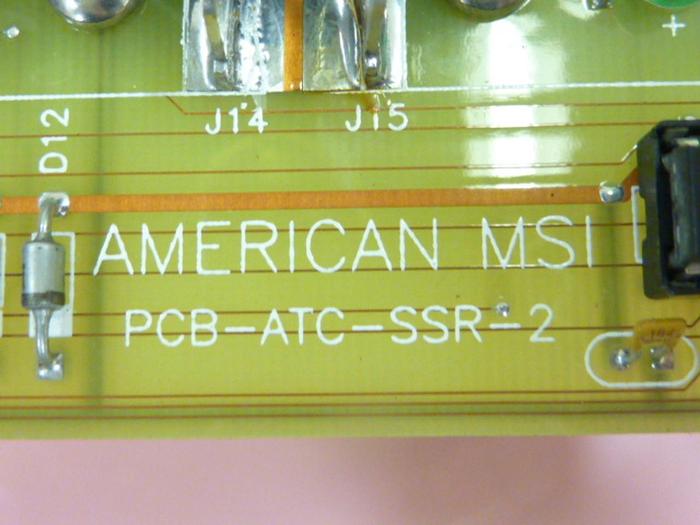 +
J14 J15
D12
AMERICAN MSI
PCB-ATC-SSR-2